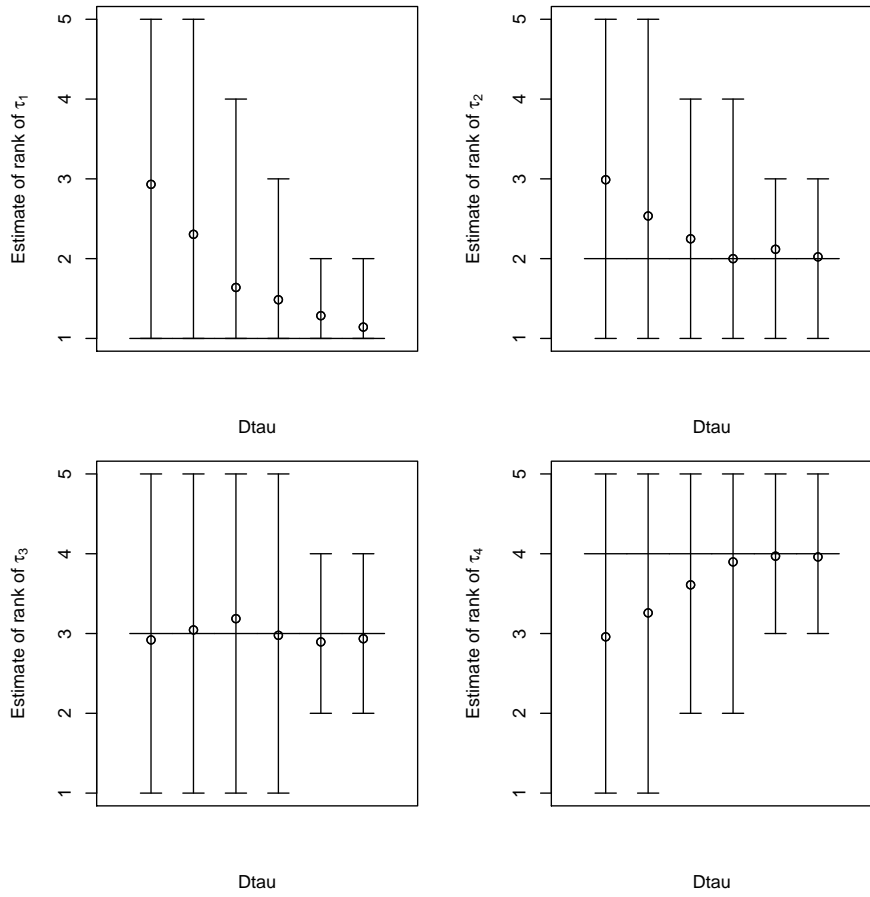 Estimate of rank of τ1
5
4
3
2
1
Dtau
Estimate of rank of τ2
5
4
3
2
1
Dtau
Estimate of rank of τ3
5
4
3
2
1
Dtau
Estimate of rank of τ4
5
4
3
2
1
Dtau